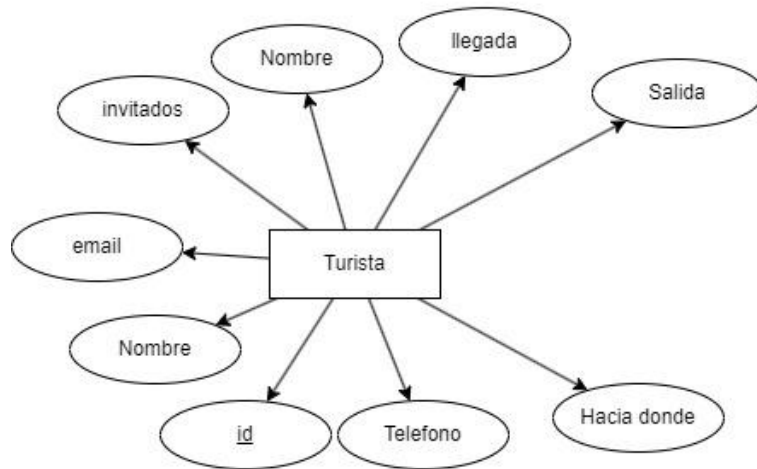 Nombre
llegada
invitados
Salida
email
Turista
Nombre
id
Telefono
Hacia donde